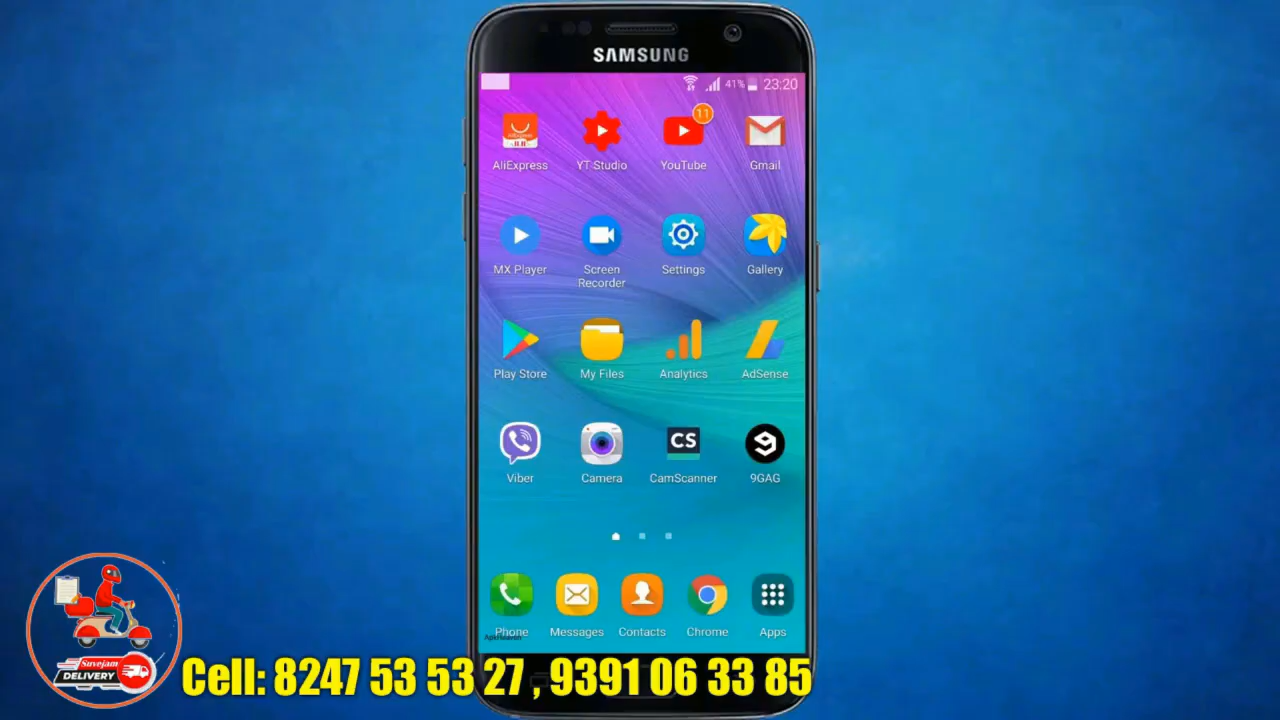 SAMSUNG
41% 23:20
11
AliExpress YT Studio YouTube Gmail
MX Player Screen Recorder Settings Gallery
Play Store My Files Analytics AdSense
CS
Viber Camera CamScanner 9GAG
Phone Messages Contacts Chrome Apps
Suvejam
DELIVERY
Cell: 8247 53 53 27 , 9391 06 33 85